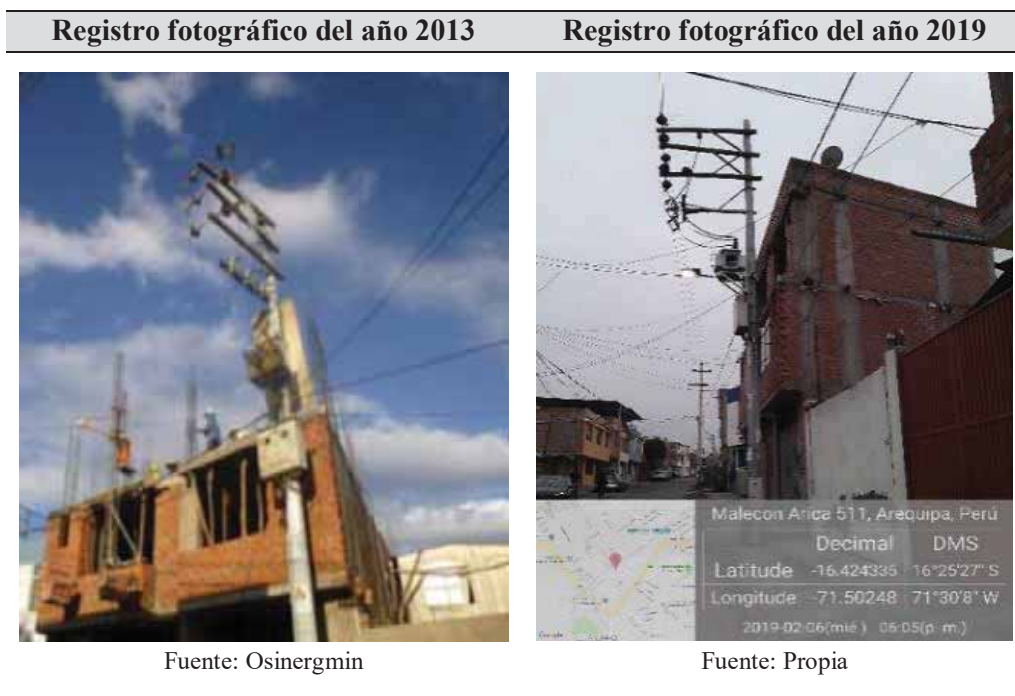 Registro fotográfico del año 2013
Registro fotográfico del año 2019
Malecon Arica 511, Arequipa, Perú
Decimal DMS
Latitude -16.424335 16°25'27" S
Longitude -71.50248 71°30'8" W
2019-02-06(mié.) 06:05(p. m.)
Google
Fuente: Osinergmin
Fuente: Propia